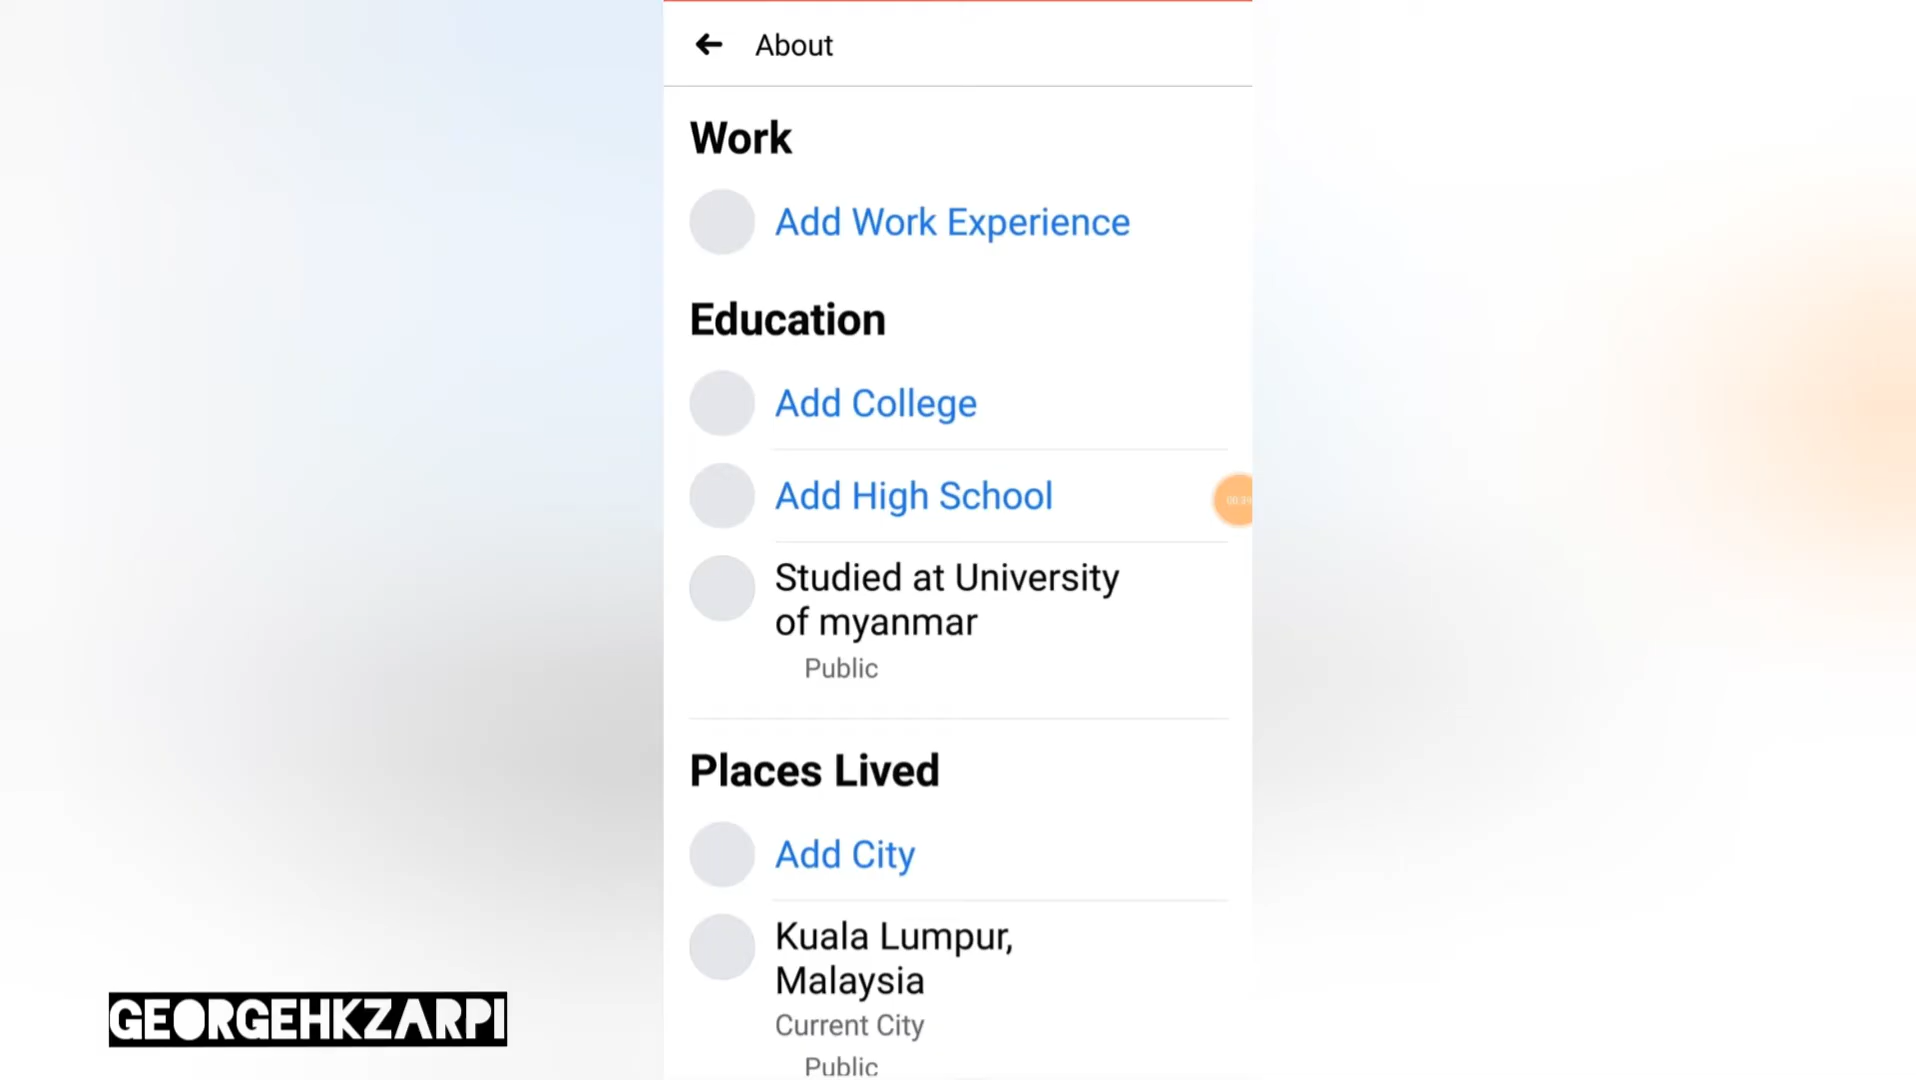 About
Work
Add Work Experience
Education
Add College
Add High School
Studied at University
of myanmar
Public
Places Lived
Add City
Kuala Lumpur,
Malaysia
Current City
Public
GEORGEHKZARPI